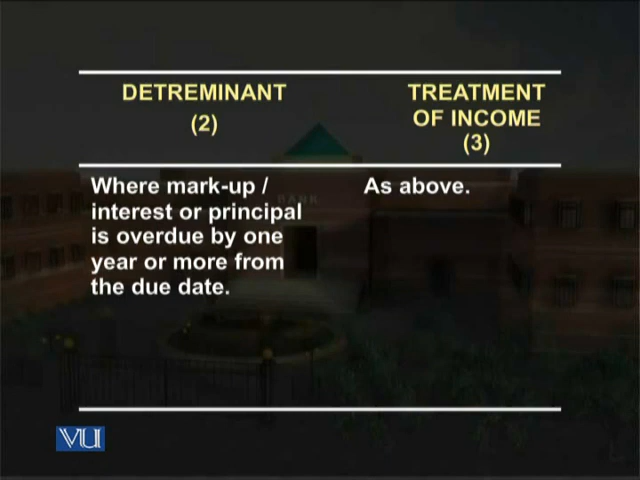 DETREMINANT
(2)
TREATMENT
OF INCOME
(3)
Where mark-up /
interest or principal
is overdue by one
year or more from
the due date.
As above.
BANK
VU